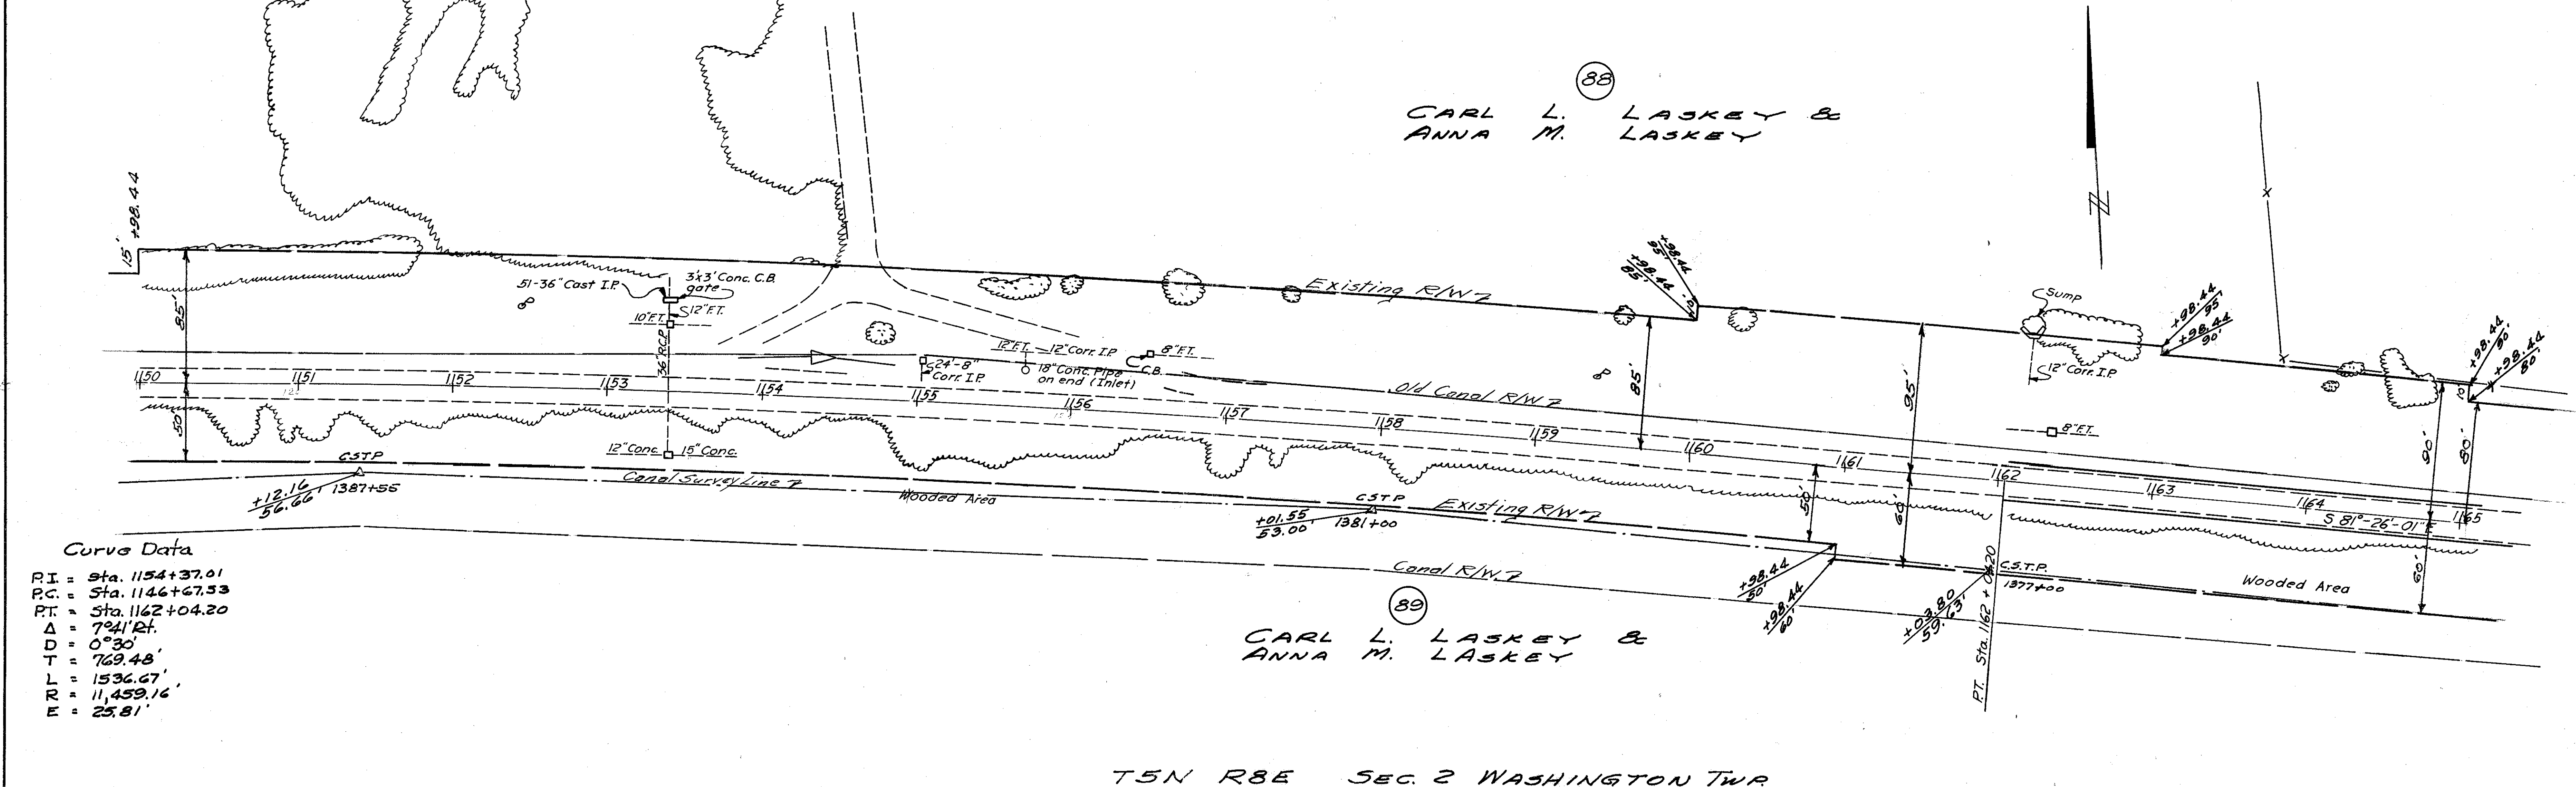 88
CARL L. LASKEY &
ANNA M. LASKEY
15' +98.44
51-36" Cast I.P.
3'x3' Conc. C.B.
gate
12" F.T.
10" F.T.
36" R.C.P.
85'
50'
Existing R/W
+98.44
95'
+98.44
85'
10'
N
Sump
12" Corr. I.P.
+98.44
95'
+98.44
90'
+98.44
90'
+98.44
80'
10'
24'-8"
Corr. I.P.
12" F.T.
12" Corr. I.P.
18" Conc. Pipe
on end (Inlet)
C.B.
8" F.T.
Old Canal R/W
85'
95'
8" F.T.
90'
80'
1150 1151 1152 1153 1154 1155 1156 1157 1158 1159 1160 1161 1162 1163 1164 1165
S 81°-26'-01" E
12" Conc.
15" Conc.
CSTP
+12.16
56.66'
1387+55
Canal Survey Line
Wooded Area
CSTP
+01.55
53.00'
1381+00
Existing R/W
50'
60'
Canal R/W
+98.44
50'
+98.44
60'
+03.80
59.63'
C.S.T.P.
1377+00
P.T. Sta. 1162+04.20
Wooded Area
60'
Curve Data
P.I. = Sta. 1154+37.01
P.C. = Sta. 1146+67.53
P.T. = Sta. 1162+04.20
Δ = 7°41' Rt.
D = 0°30'
T = 769.48'
L = 1536.67'
R = 11,459.16'
E = 25.81'
89
CARL L. LASKEY &
ANNA M. LASKEY
T5N R8E SEC. 2 WASHINGTON TWP.